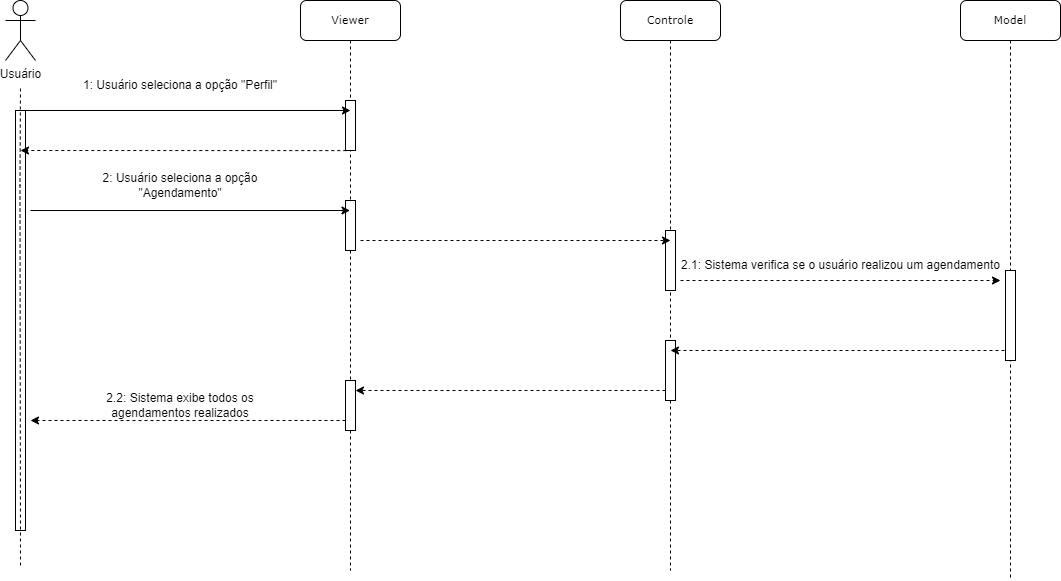 Viewer
Controle
Model
Usuário
1: Usuário seleciona a opção "Perfil"
2: Usuário seleciona a opção
"Agendamento"
2.1: Sistema verifica se o usuário realizou um agendamento
2.2: Sistema exibe todos os
agendamentos realizados